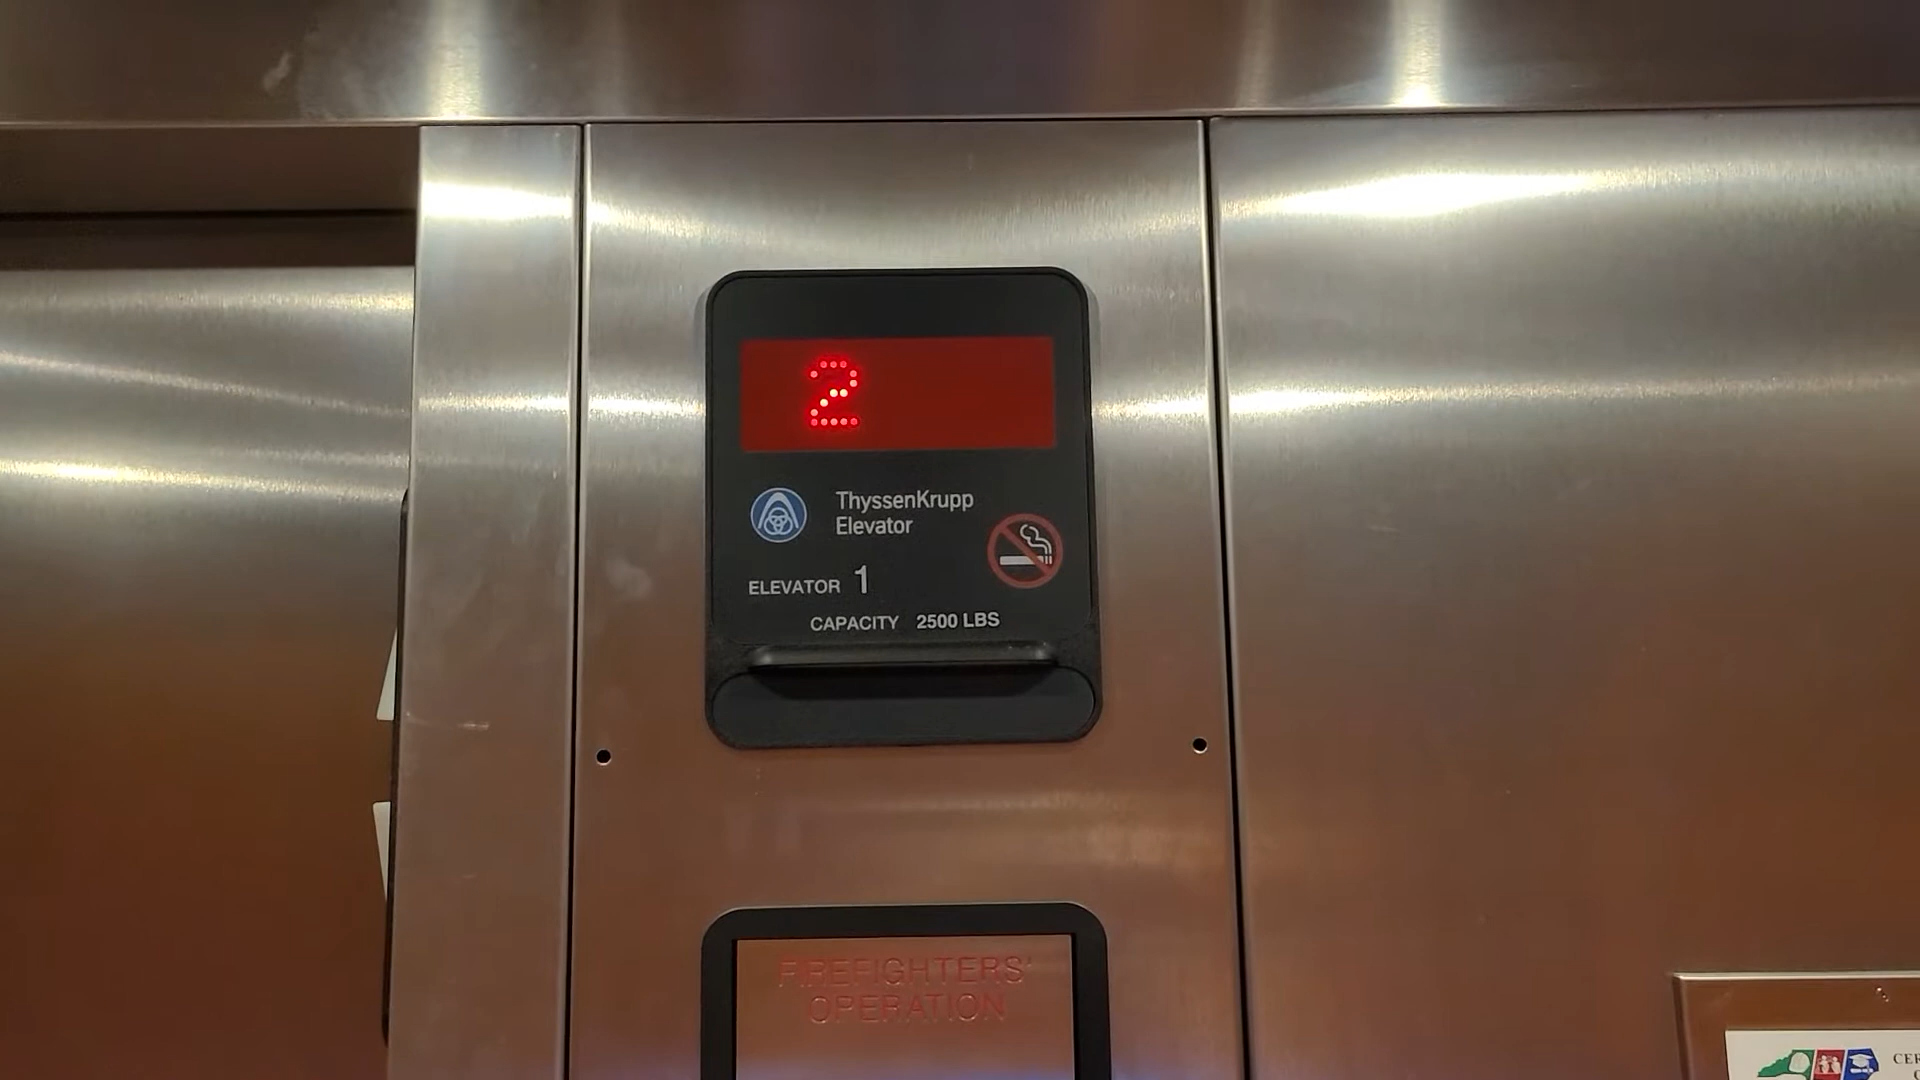 2
ThyssenKrupp
Elevator
ELEVATOR 1
CAPACITY 2500 LBS
FIREFIGHTERS'
OPERATION